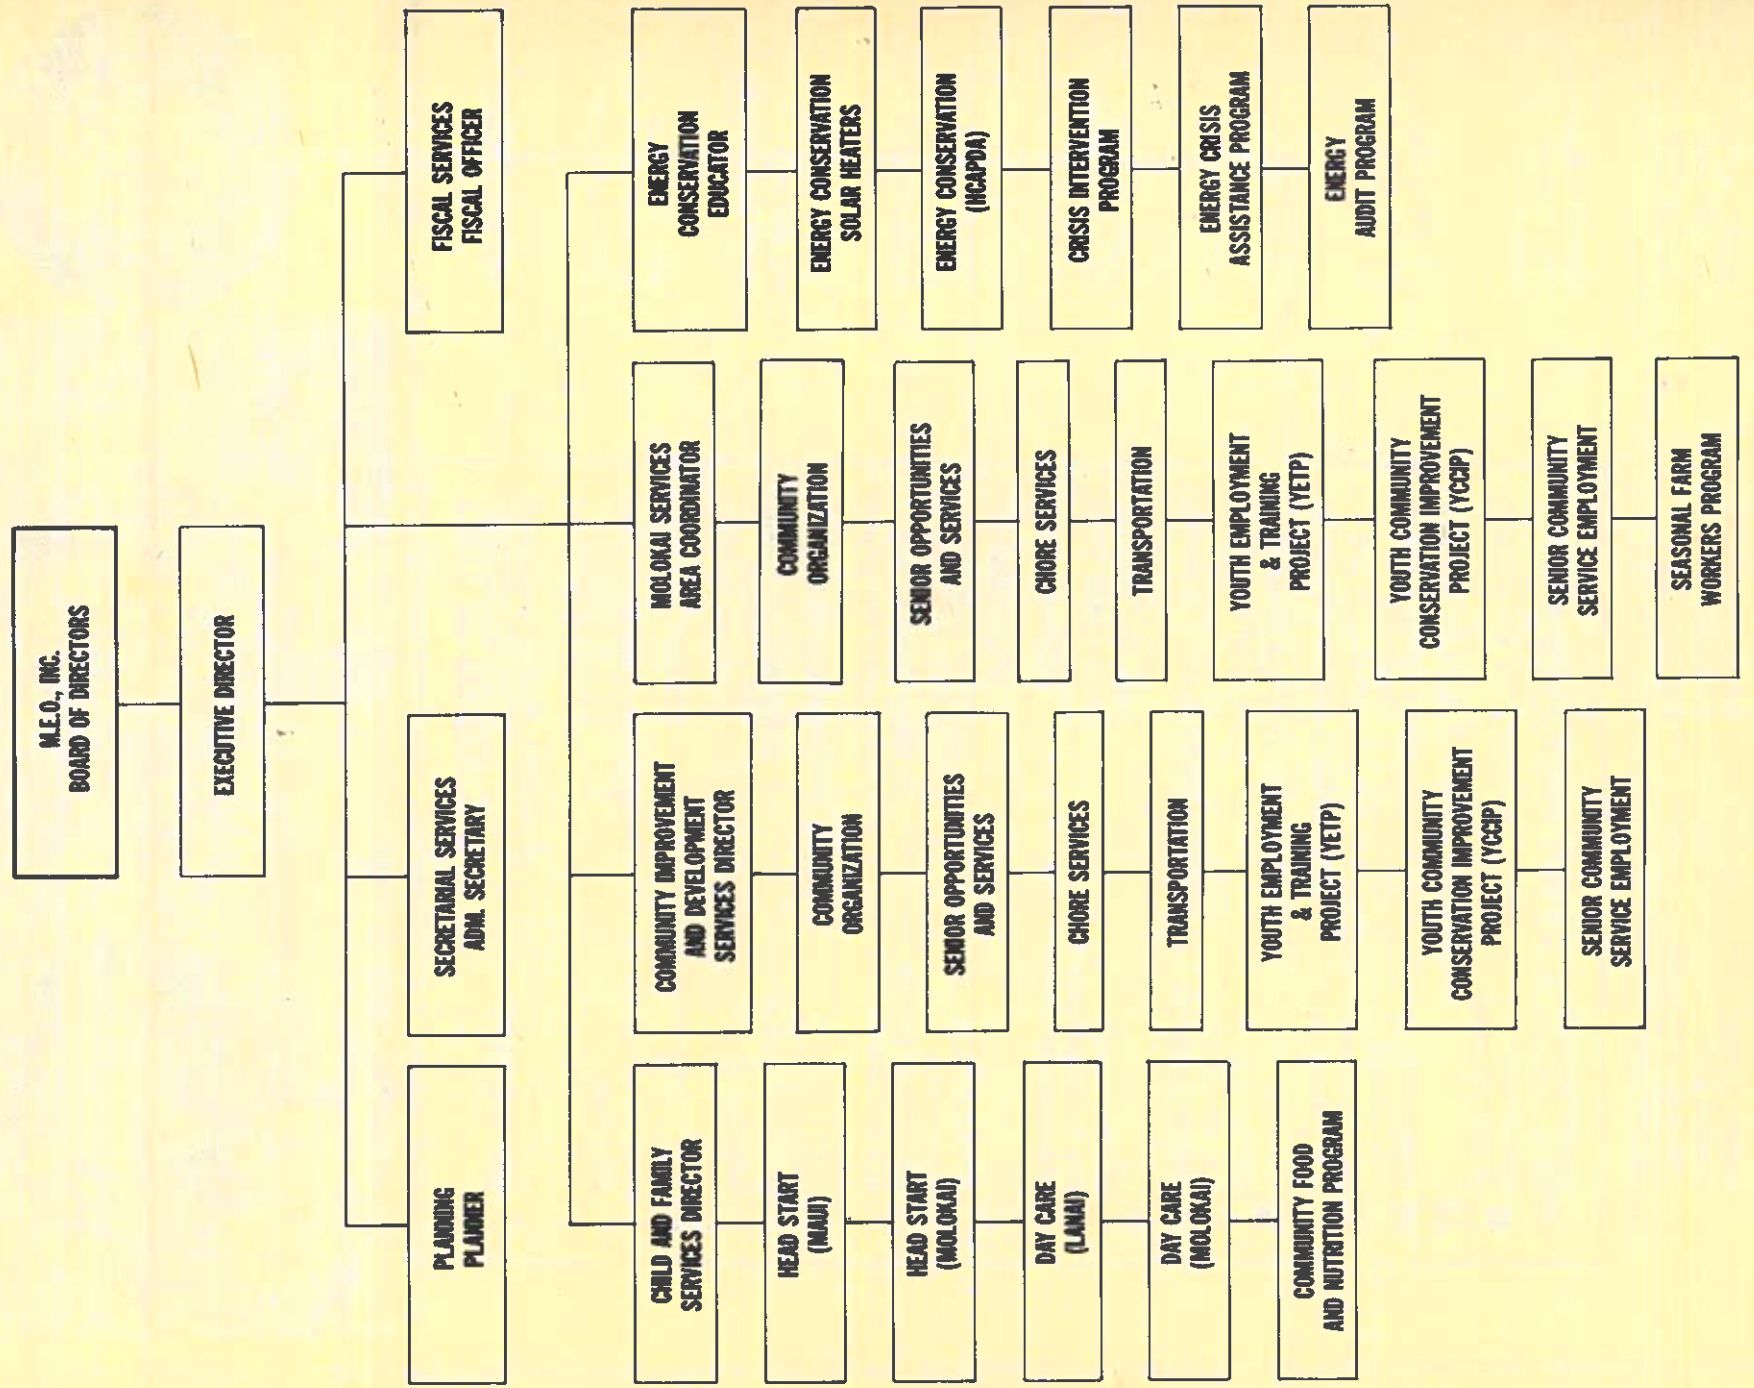 M.E.O., INC.
BOARD OF DIRECTORS
EXECUTIVE DIRECTOR
PLANNING
PLANNER
SECRETARIAL SERVICES
ADM. SECRETARY
FISCAL SERVICES
FISCAL OFFICER
CHILD AND FAMILY
SERVICES DIRECTOR
HEAD START
(MAUI)
HEAD START
(MOLOKAI)
DAY CARE
(LANAI)
DAY CARE
(MOLOKAI)
COMMUNITY FOOD
AND NUTRITION PROGRAM
COMMUNITY IMPROVEMENT
AND DEVELOPMENT
SERVICES DIRECTOR
COMMUNITY
ORGANIZATION
SENIOR OPPORTUNITIES
AND SERVICES
CHORE SERVICES
TRANSPORTATION
YOUTH EMPLOYMENT
& TRAINING
PROJECT (YETP)
YOUTH COMMUNITY
CONSERVATION IMPROVEMENT
PROJECT (YCCIP)
SENIOR COMMUNITY
SERVICE EMPLOYMENT
MOLOKAI SERVICES
AREA COORDINATOR
COMMUNITY
ORGANIZATION
SENIOR OPPORTUNITIES
AND SERVICES
CHORE SERVICES
TRANSPORTATION
YOUTH EMPLOYMENT
& TRAINING
PROJECT (YETP)
YOUTH COMMUNITY
CONSERVATION IMPROVEMENT
PROJECT (YCCIP)
SENIOR COMMUNITY
SERVICE EMPLOYMENT
SEASONAL FARM
WORKERS PROGRAM
ENERGY
CONSERVATION
EDUCATOR
ENERGY CONSERVATION
SOLAR HEATERS
ENERGY CONSERVATION
(HCAPDA)
CRISIS INTERVENTION
PROGRAM
ENERGY CRISIS
ASSISTANCE PROGRAM
ENERGY
AUDIT PROGRAM